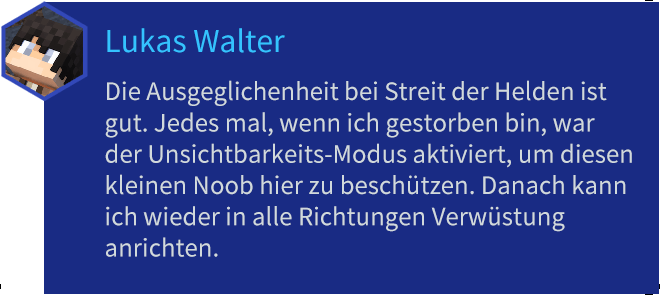 Lukas Walter
Die Ausgeglichenheit bei Streit der Helden ist
gut. Jedes mal, wenn ich gestorben bin, war
der Unsichtbarkeits-Modus aktiviert, um diesen
kleinen Noob hier zu beschützen. Danach kann
ich wieder in alle Richtungen Verwüstung
anrichten.